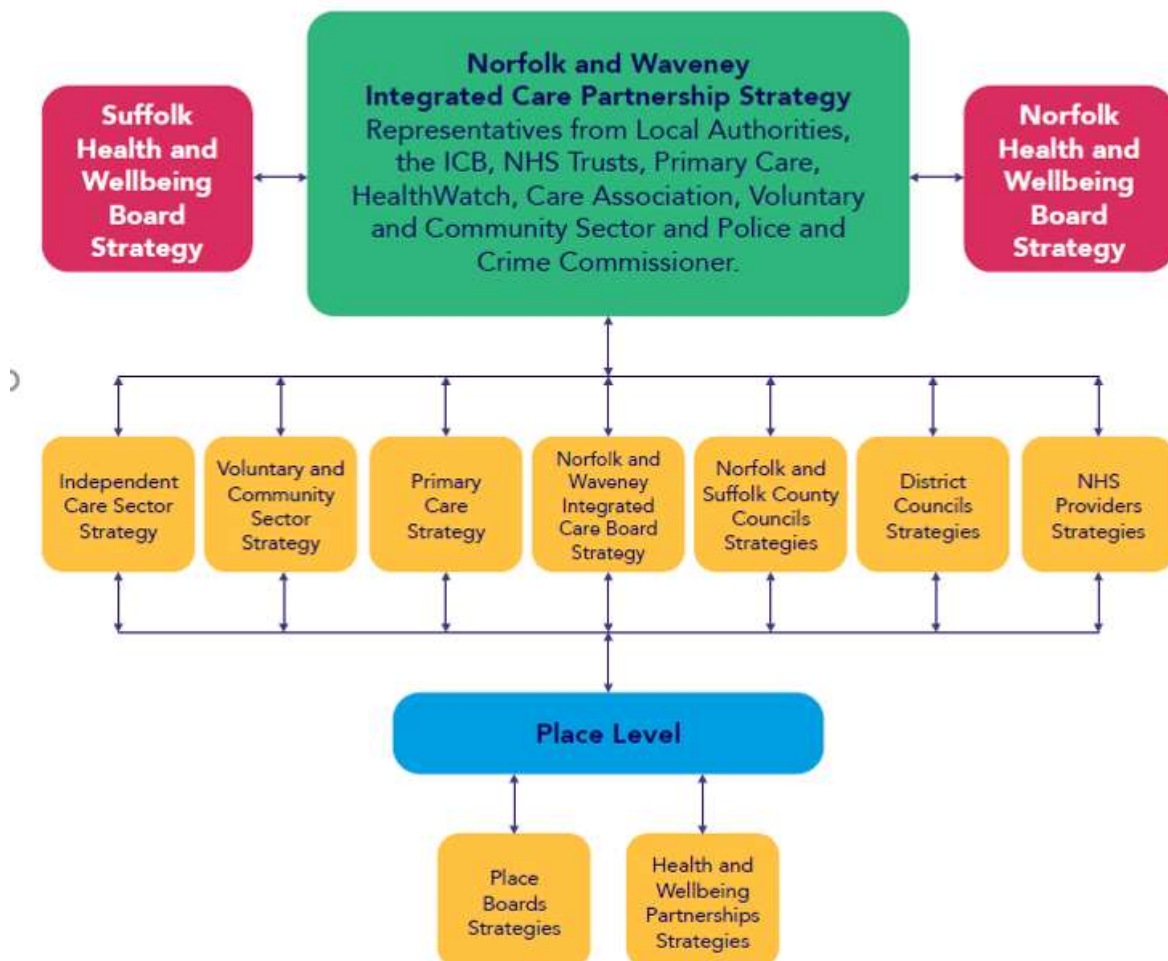 Norfolk and Waveney
Integrated Care Partnership Strategy
Representatives from Local Authorities,
the ICB, NHS Trusts, Primary Care,
HealthWatch, Care Association, Voluntary
and Community Sector and Police and
Crime Commissioner.
Suffolk
Health and
Wellbeing
Board
Strategy
Norfolk
Health and
Wellbeing
Board
Strategy
Independent
Care Sector
Strategy
Voluntary and
Community
Sector
Strategy
Primary
Care
Strategy
Norfolk and
Waveney
Integrated
Care Board
Strategy
Norfolk and
Suffolk County
Councils
Strategies
District
Councils
Strategies
NHS
Providers
Strategies
Place Level
Place
Boards
Strategies
Health and
Wellbeing
Partnerships
Strategies